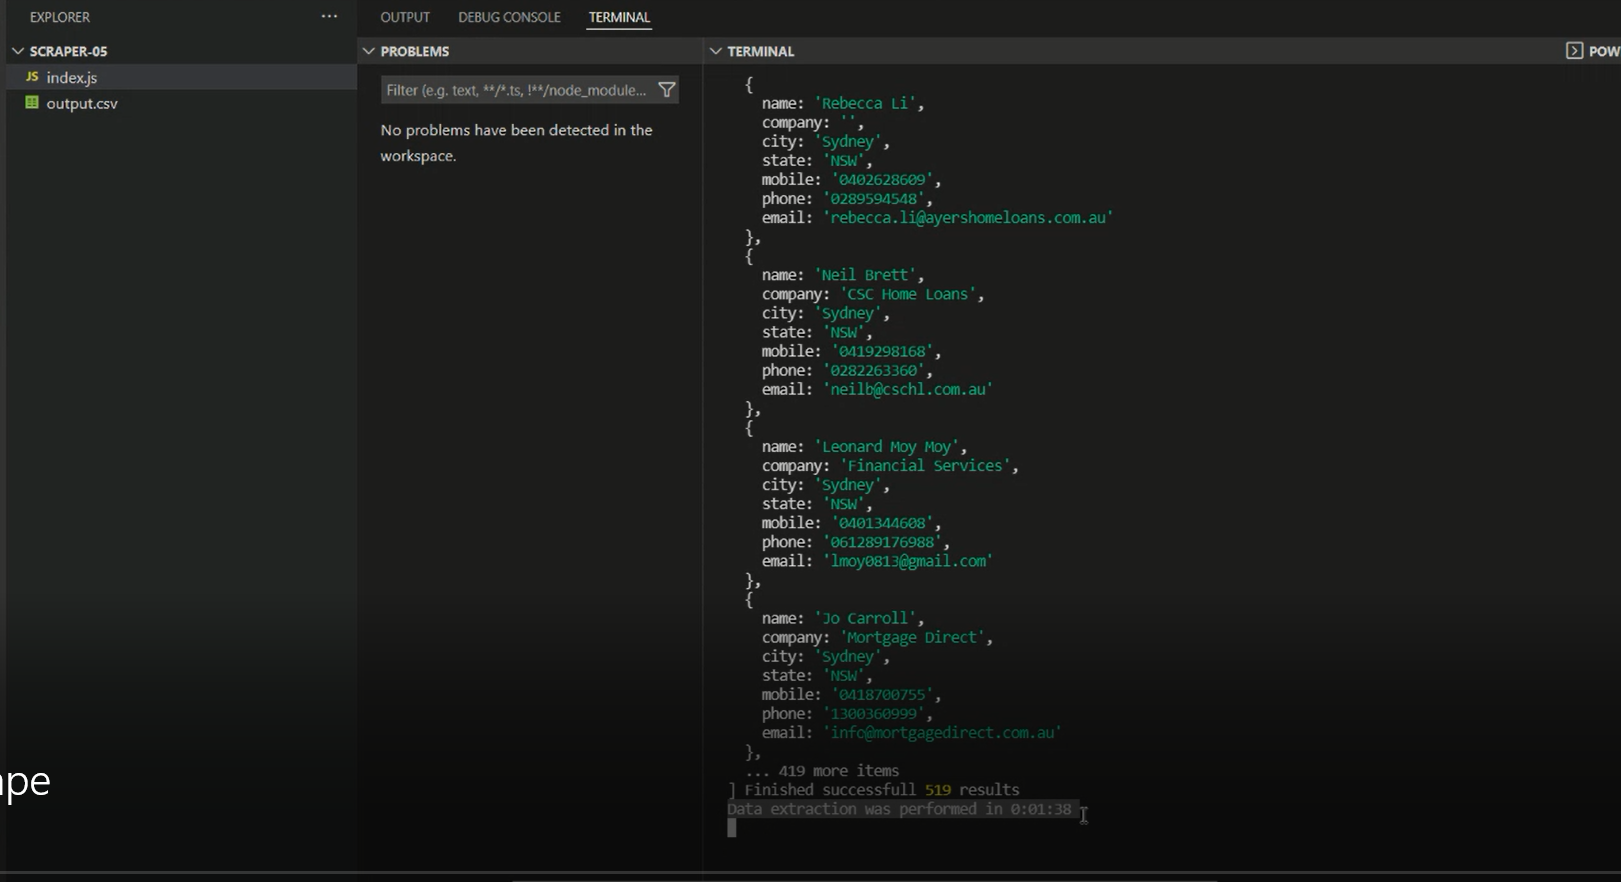 EXPLORER
SCRAPER-05
JS index.js
output.csv
OUTPUT DEBUG CONSOLE TERMINAL
PROBLEMS
Filter (e.g. text, **/*.ts, !**/node_module...
No problems have been detected in the
workspace.
TERMINAL
POW
{
name: 'Rebecca Li',
company: '',
city: 'Sydney',
state: 'NSW',
mobile: '0402628609',
phone: '0289594548',
email: 'rebecca.li@ayershomeloans.com.au'
},
{
name: 'Neil Brett',
company: 'CSC Home Loans',
city: 'Sydney',
state: 'NSW',
mobile: '0419298168',
phone: '0282263360',
email: 'neilb@cschl.com.au'
},
{
name: 'Leonard Moy Moy',
company: 'Financial Services',
city: 'Sydney',
state: 'NSW',
mobile: '0401344608',
phone: '061289176988',
email: 'lmoy0813@gmail.com'
},
{
name: 'Jo Carroll',
company: 'Mortgage Direct',
city: 'Sydney',
state: 'NSW',
mobile: '0418700755',
phone: '1300360999',
email: 'info@mortgagedirect.com.au'
},
... 419 more items
] Finished successfull 519 results
Data extraction was performed in 0:01:38
ape